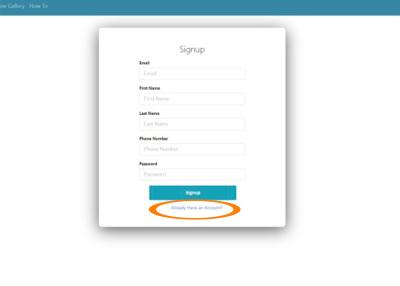 Gallery How To
Signup
Email
Email
First Name
First Name
Last Name
Last Name
Phone Number
Phone Number
Password
Password
Signup
Already Have an Account?